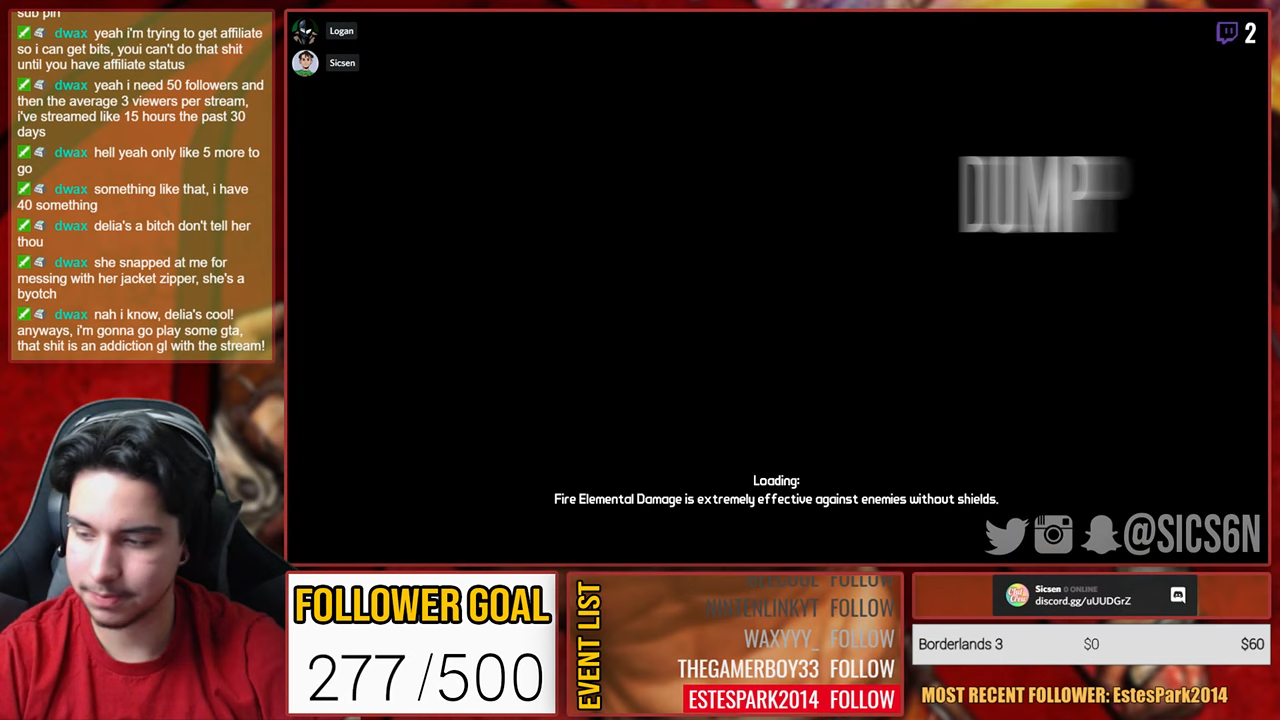 sub pin
dwax yeah i'm trying to get affiliate
so i can get bits, youi can't do that shit
until you have affiliate status
dwax yeah i need 50 followers and
then the average 3 viewers per stream,
i've streamed like 15 hours the past 30
days
dwax hell yeah only like 5 more to
go
dwax something like that, i have
40 something
dwax delia's a bitch don't tell her
thou
dwax she snapped at me for
messing with her jacket zipper, she's a
byotch
dwax nah i know, delia's cool!
anyways, i'm gonna go play some gta,
that shit is an addiction gl with the stream!
Logan
Sicsen
2
DUMP
Loading:
Fire Elemental Damage is extremely effective against enemies without shields.
@SICS6N
FOLLOWER GOAL
277/500
EVENT LIST
FOLLOW
NINTENLINKYT FOLLOW
WAXYYY_ FOLLOW
THEGAMERBOY33 FOLLOW
ESTESPARK2014 FOLLOW
Sicsen 0 ONLINE
discord.gg/uUUDGrZ
Borderlands 3 $0 $60
MOST RECENT FOLLOWER: EstesPark2014